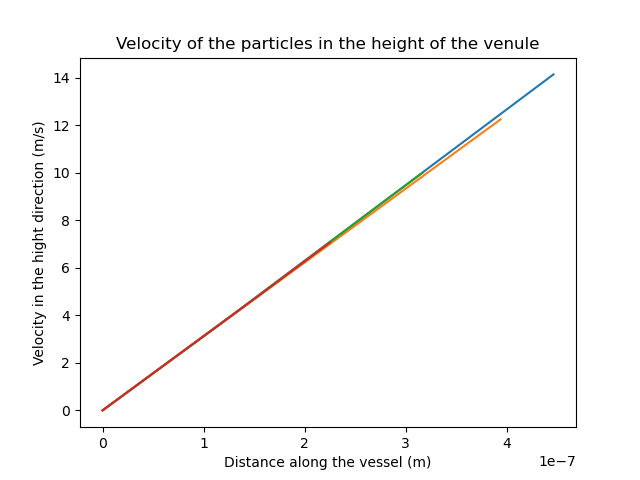 Velocity of the particles in the height of the venule
Velocity in the hight direction (m/s)
14
12
10
8
6
4
2
0
0 1 2 3 4
1e−7
Distance along the vessel (m)